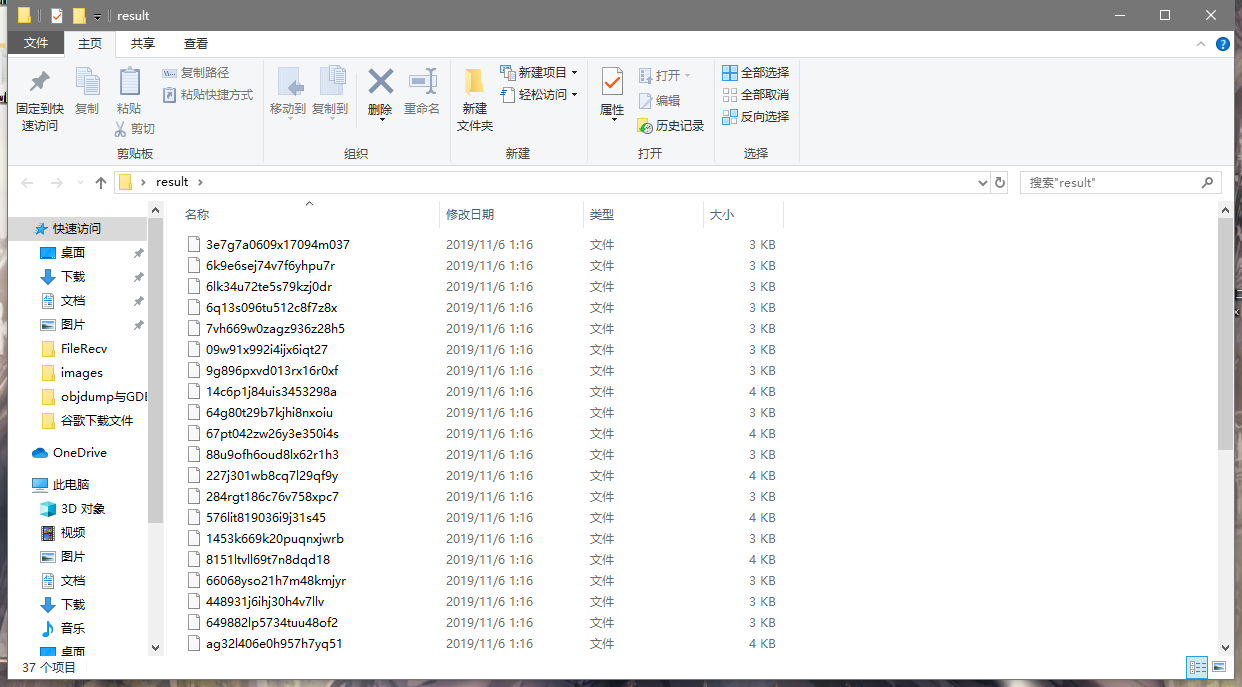 result
文件 主页 共享 查看
固定到快速访问
复制
粘贴
复制路径
粘贴快捷方式
剪切
剪贴板
移动到
复制到
删除
重命名
组织
新建文件夹
新建项目
轻松访问
新建
属性
打开
编辑
历史记录
打开
全部选择
全部取消
反向选择
选择
result
搜索"result"
快速访问
桌面
下载
文档
图片
FileRecv
images
objdump与GDB
谷歌下载文件
OneDrive
此电脑
3D 对象
视频
图片
文档
下载
音乐
桌面
名称 修改日期 类型 大小
3e7g7a0609x17094m037 2019/11/6 1:16 文件 3 KB
6k9e6sej74v7f6yhpu7r 2019/11/6 1:16 文件 3 KB
6lk34u72te5s79kzj0dr 2019/11/6 1:16 文件 3 KB
6q13s096tu512c8f7z8x 2019/11/6 1:16 文件 3 KB
7vh669w0zagz936z28h5 2019/11/6 1:16 文件 3 KB
09w91x992i4ijx6iqt27 2019/11/6 1:16 文件 3 KB
9g896pxvd013rx16r0xf 2019/11/6 1:16 文件 3 KB
14c6p1j84uis3453298a 2019/11/6 1:16 文件 4 KB
64g80t29b7kjhi8nxoiu 2019/11/6 1:16 文件 3 KB
67pt042zw26y3e350i4s 2019/11/6 1:16 文件 4 KB
88u9ofh6oud8lx62r1h3 2019/11/6 1:16 文件 3 KB
227j301wb8cq7l29qf9y 2019/11/6 1:16 文件 4 KB
284rgt186c76v758xpc7 2019/11/6 1:16 文件 3 KB
576lit819036i9j31s45 2019/11/6 1:16 文件 4 KB
1453k669k20puqnxjwrb 2019/11/6 1:16 文件 3 KB
8151ltvll69t7n8dqd18 2019/11/6 1:16 文件 4 KB
66068yso21h7m48kmjyr 2019/11/6 1:16 文件 3 KB
448931j6ihj30h4v7llv 2019/11/6 1:16 文件 3 KB
649882lp5734tuu48of2 2019/11/6 1:16 文件 3 KB
ag32l406e0h957h7yq51 2019/11/6 1:16 文件 4 KB
37 个项目